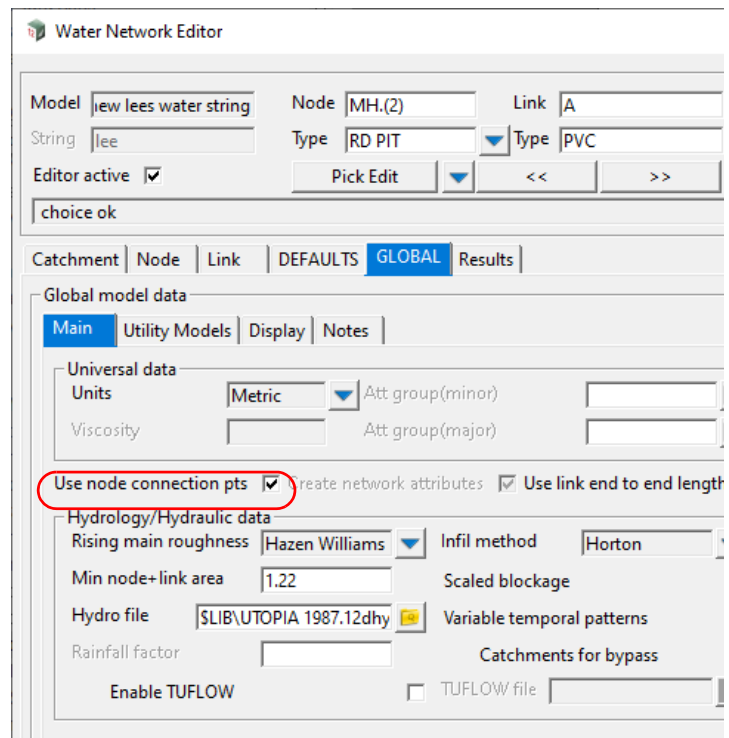 Water Network Editor
Model iew lees water string Node MH.(2) Link A
String lee Type RD PIT Type PVC
Editor active Pick Edit << >>
choice ok
Catchment Node Link DEFAULTS GLOBAL Results
Global model data
Main Utility Models Display Notes
Universal data
Units Metric Att group(minor)
Viscosity Att group(major)
Use node connection pts Create network attributes Use link end to end length
Hydrology/Hydraulic data
Rising main roughness Hazen Williams Infil method Horton
Min node+link area 1.22 Scaled blockage
Hydro file $LIB\UTOPIA 1987.12dhy Variable temporal patterns
Rainfall factor Catchments for bypass
Enable TUFLOW TUFLOW file